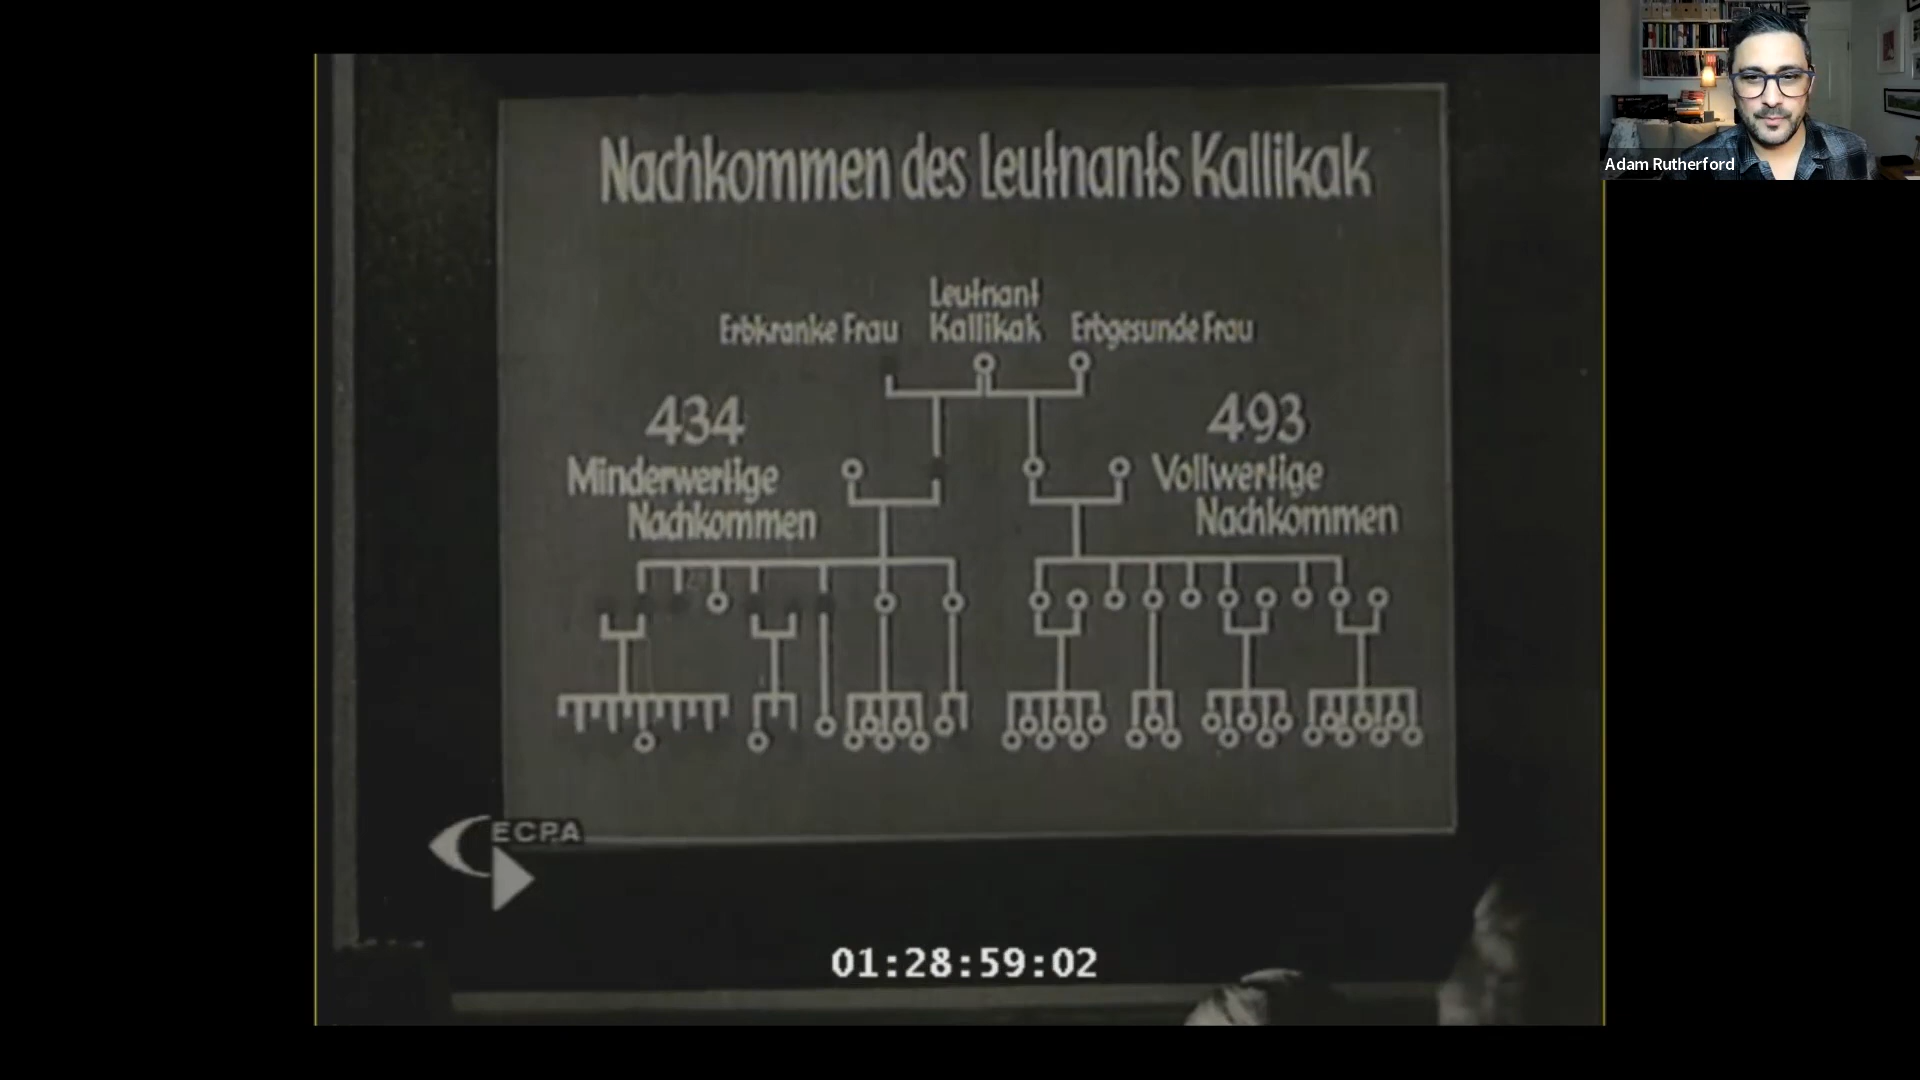 Nachkommen des Leutnants Kallikak
Leutnant
Kallikak
Erbkranke Frau
Erbgesunde Frau
434
Minderwertige
Nachkommen
493
Vollwertige
Nachkommen
ECPA
01:28:59:02
Adam Rutherford